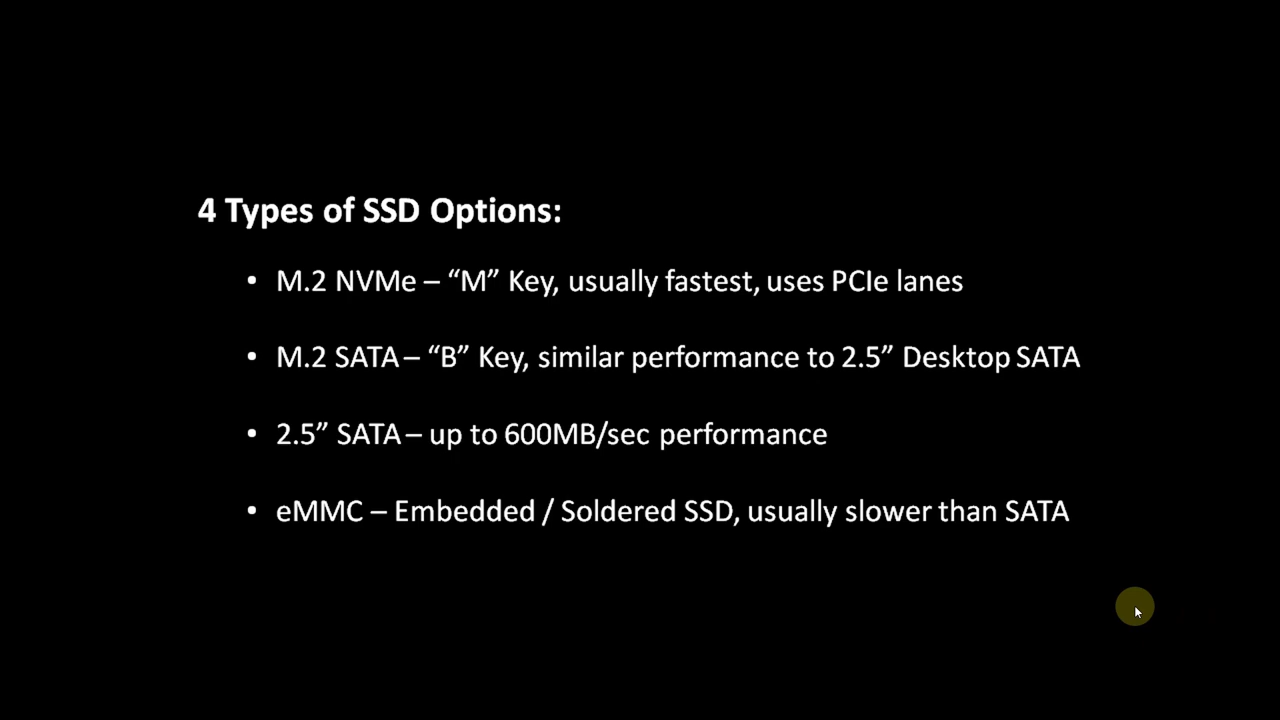 4 Types of SSD Options:
• M.2 NVMe – “M” Key, usually fastest, uses PCIe lanes
• M.2 SATA – “B” Key, similar performance to 2.5” Desktop SATA
• 2.5” SATA – up to 600MB/sec performance
• eMMC – Embedded / Soldered SSD, usually slower than SATA